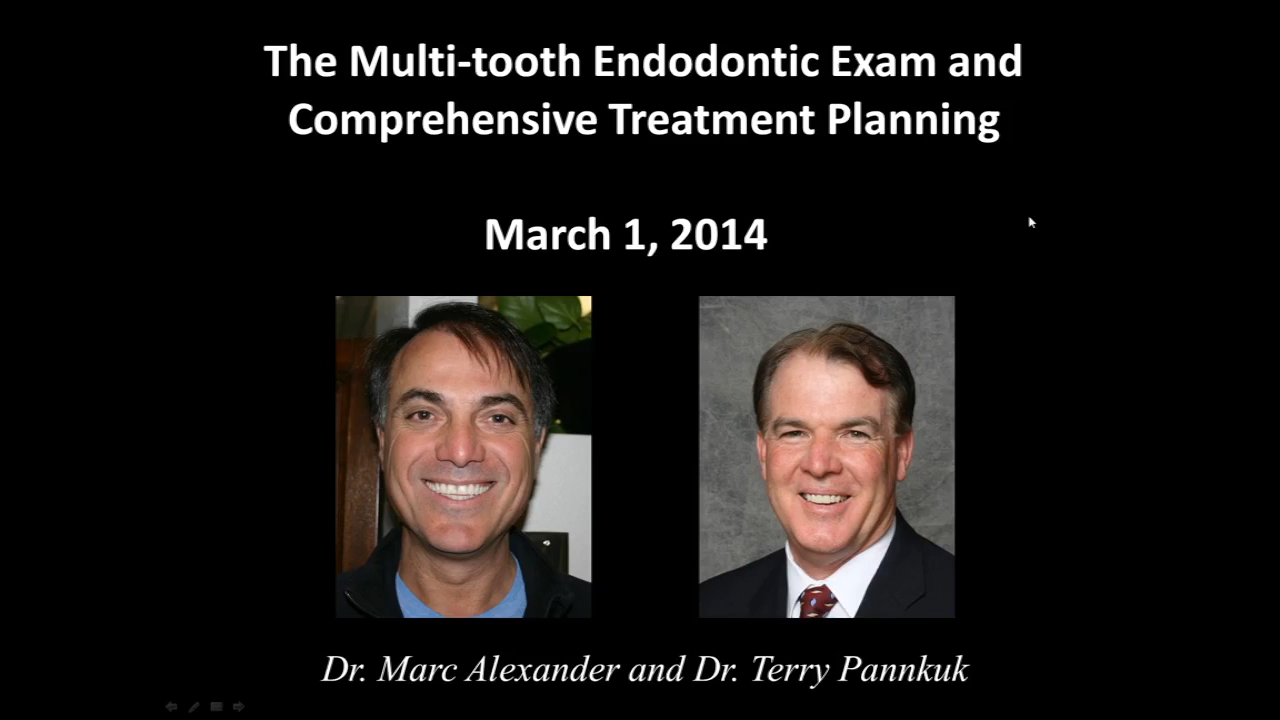 The Multi-tooth Endodontic Exam and
Comprehensive Treatment Planning
March 1, 2014
Dr. Marc Alexander and Dr. Terry Pannkuk